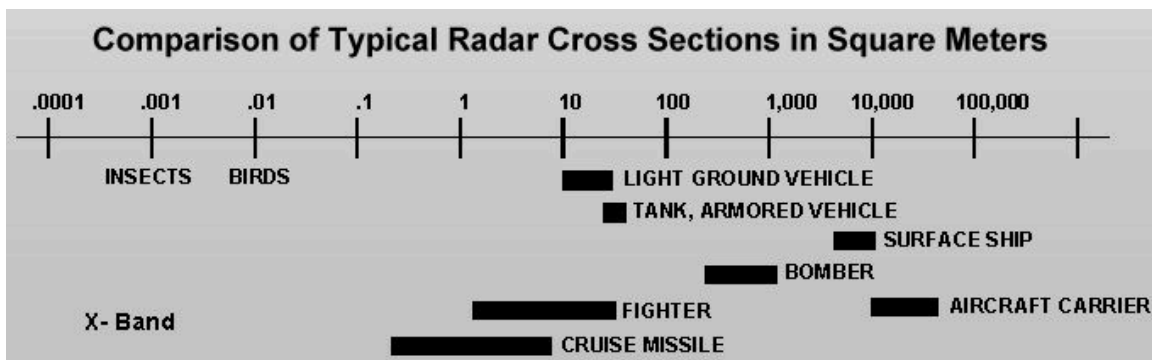 Comparison of Typical Radar Cross Sections in Square Meters
.0001 .001 .01 .1 1 10 100 1,000 10,000 100,000
INSECTS BIRDS LIGHT GROUND VEHICLE
TANK, ARMORED VEHICLE
SURFACE SHIP
BOMBER
FIGHTER AIRCRAFT CARRIER
X- Band
CRUISE MISSILE